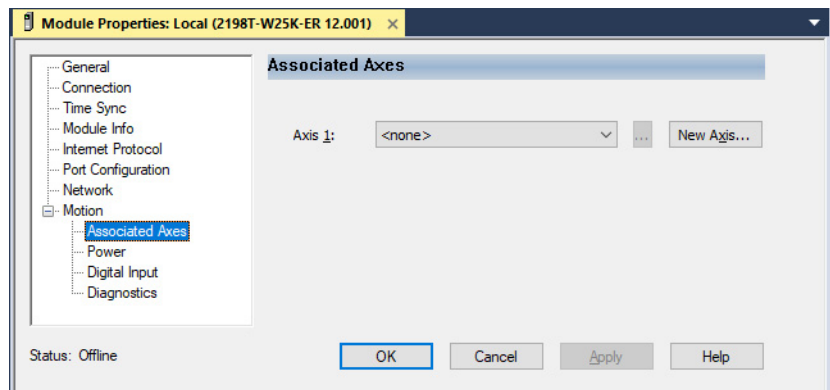 Module Properties: Local (2198T-W25K-ER 12.001) ×
General
Connection
Time Sync
Module Info
Internet Protocol
Port Configuration
Network
Motion
Associated Axes
Power
Digital Input
Diagnostics
Associated Axes
Axis 1: <none> ... New Axis...
Status: Offline
OK Cancel Apply Help